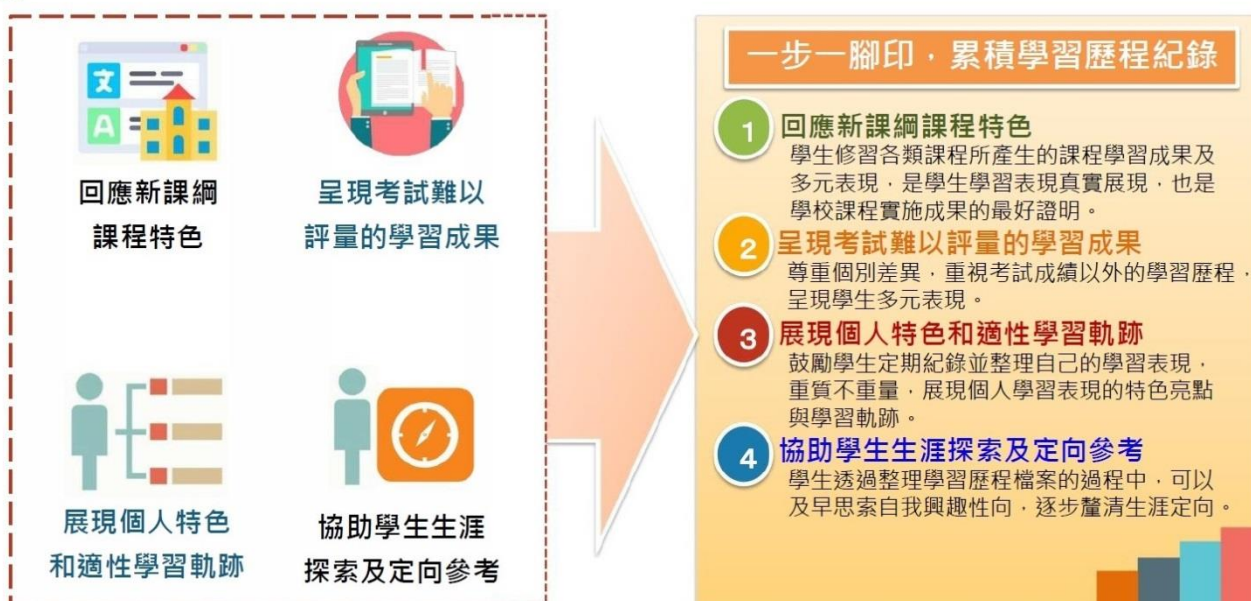 文
A
回應新課綱
課程特色
呈現考試難以
評量的學習成果
展現個人特色
和適性學習軌跡
協助學生生涯
探索及定向參考
一步一腳印，累積學習歷程紀錄
1 回應新課綱課程特色
學生修習各類課程所產生的課程學習成果及
多元表現，是學生學習表現真實展現，也是
學校課程實施成果的最好證明。
2 呈現考試難以評量的學習成果
尊重個別差異，重視考試成績以外的學習歷程，
呈現學生多元表現。
3 展現個人特色和適性學習軌跡
鼓勵學生定期紀錄並整理自己的學習表現，
重質不重量，展現個人學習表現的特色亮點
與學習軌跡。
4 協助學生生涯探索及定向參考
學生透過整理學習歷程檔案的過程中，可以
及早思索自我興趣性向，逐步釐清生涯定向。